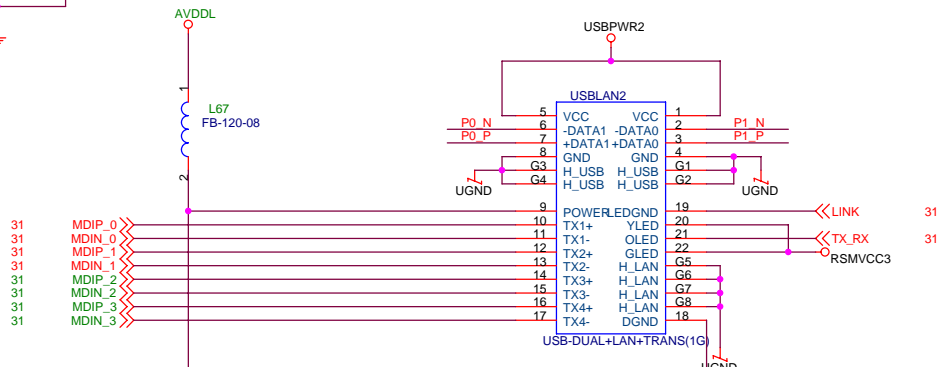 AVDDL
USBPWR2
1
L67
FB-120-08
2
USBLAN2
5 VCC VCC 1
P0_N 6 -DATA1 -DATA0 2 P1_N
P0_P 7 +DATA1 +DATA0 3 P1_P
8 GND GND 4
G3 H_USB H_USB G1
G4 H_USB H_USB G2
UGND UGND
9 POWER LEDGND 19 LINK 31
31 MDIP_0 10 TX1+ YLED 20
31 MDIN_0 11 TX1- OLED 21 TX_RX 31
31 MDIP_1 12 TX2+ GLED 22 RSMVCC3
31 MDIN_1 13 TX2- H_LAN G5
31 MDIP_2 14 TX3+ H_LAN G6
31 MDIN_2 15 TX3- H_LAN G7
31 MDIP_3 16 TX4+ H_LAN G8
31 MDIN_3 17 TX4- DGND 18
USB-DUAL+LAN+TRANS(1G)
UGND